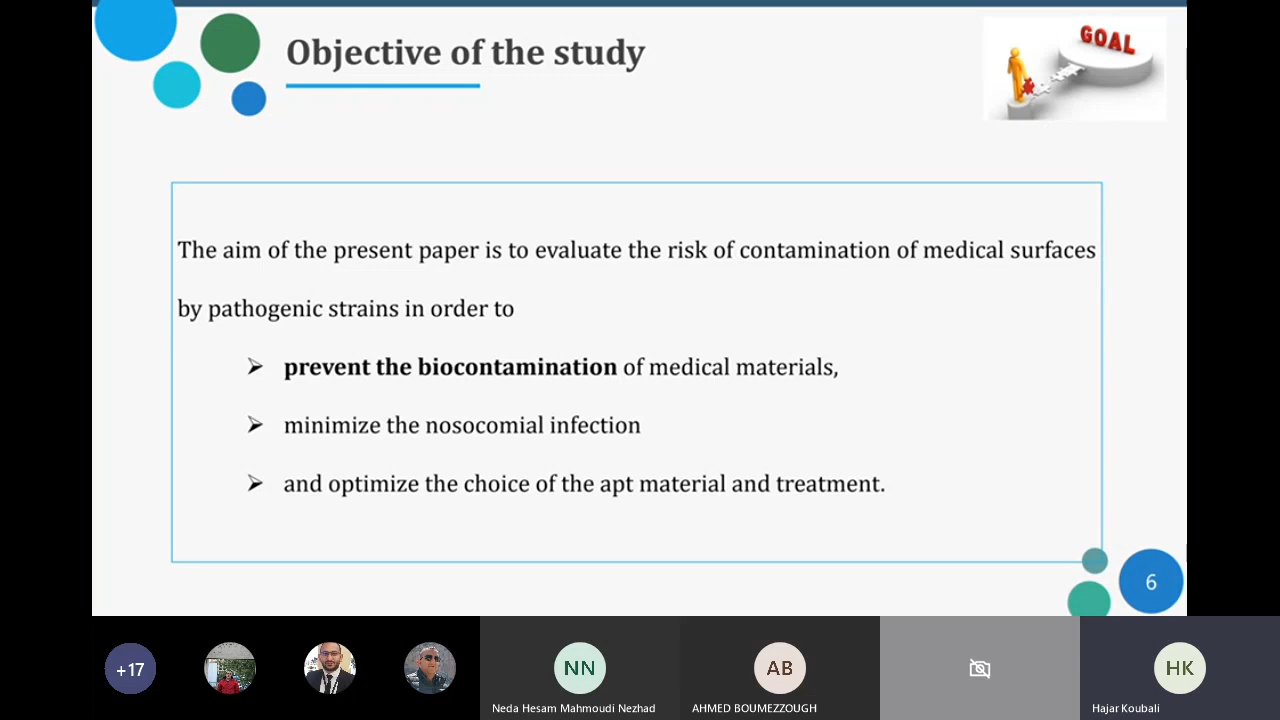 Objective of the study
GOAL
The aim of the present paper is to evaluate the risk of contamination of medical surfaces
by pathogenic strains in order to
prevent the biocontamination of medical materials,
minimize the nosocomial infection
and optimize the choice of the apt material and treatment.
6
+17
NN
AB
HK
Neda Hesam Mahmoudi Nezhad
AHMED BOUMEZZOUGH
Hajar Koubali